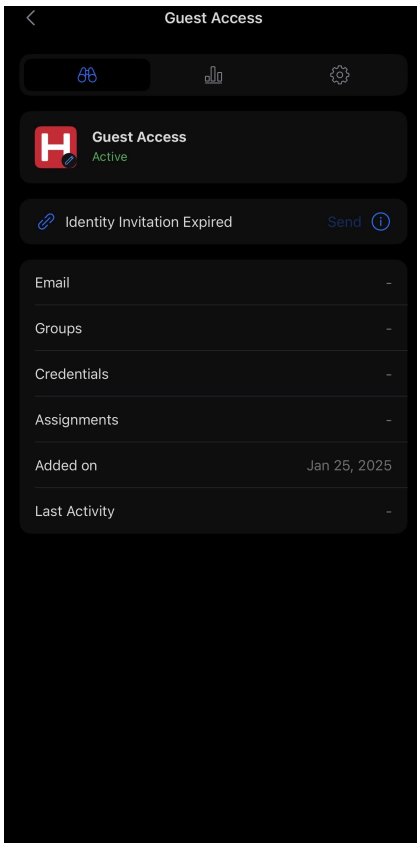 Guest Access
H
Guest Access
Active
Identity Invitation Expired Send
Email -
Groups -
Credentials -
Assignments -
Added on Jan 25, 2025
Last Activity -